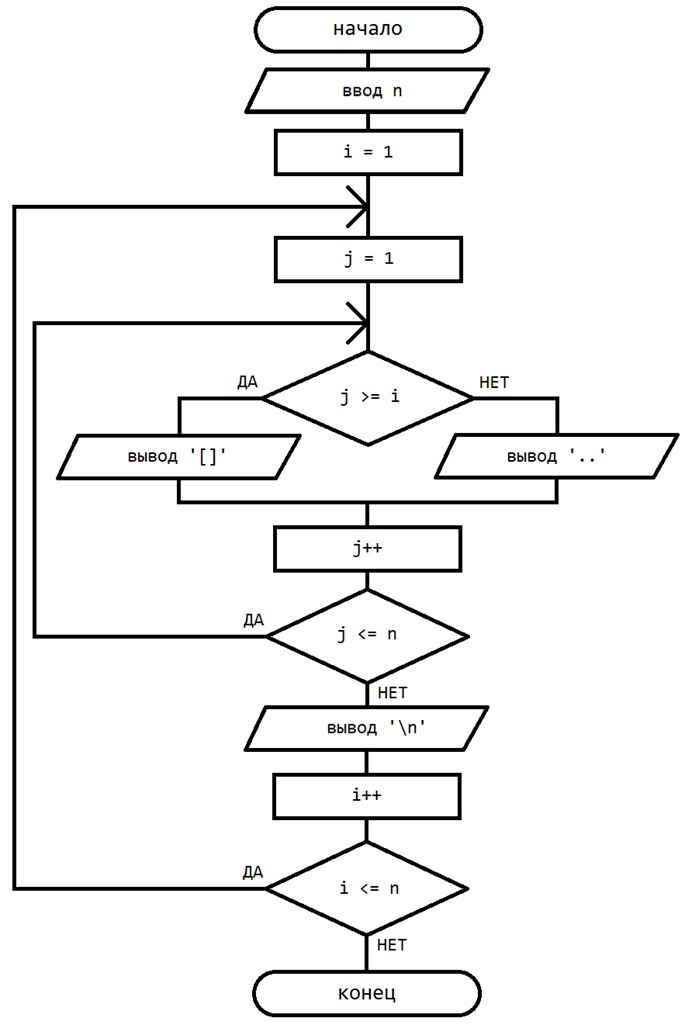 начало
ввод n
i = 1
j = 1
ДА
НЕТ
j >= i
вывод '[]'
вывод '..'
j++
ДА
j <= n
НЕТ
вывод '\n'
i++
ДА
i <= n
НЕТ
конец